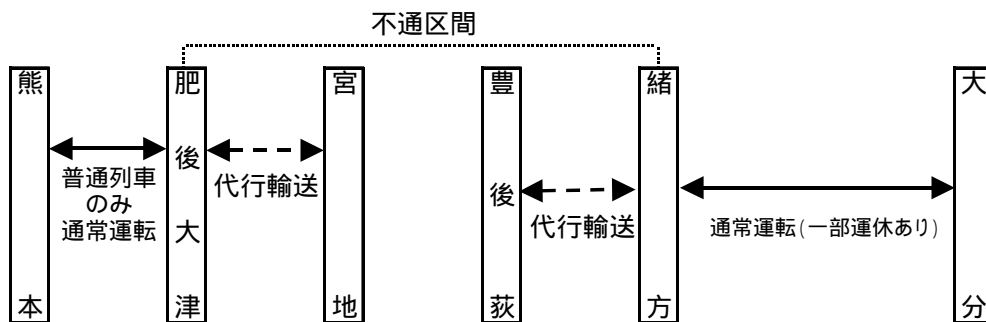 不通区間
熊本
肥後大津
宮地
豊後荻
緒方
大分
普通列車
のみ
通常運転
代行輸送
代行輸送
通常運転(一部運休あり)